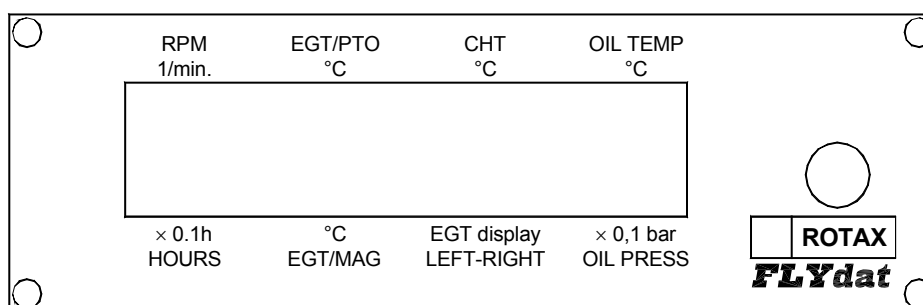 RPM EGT/PTO CHT OIL TEMP
1/min. °C °C °C
× 0.1h °C EGT display × 0,1 bar
HOURS EGT/MAG LEFT-RIGHT OIL PRESS
ROTAX
FLYdat